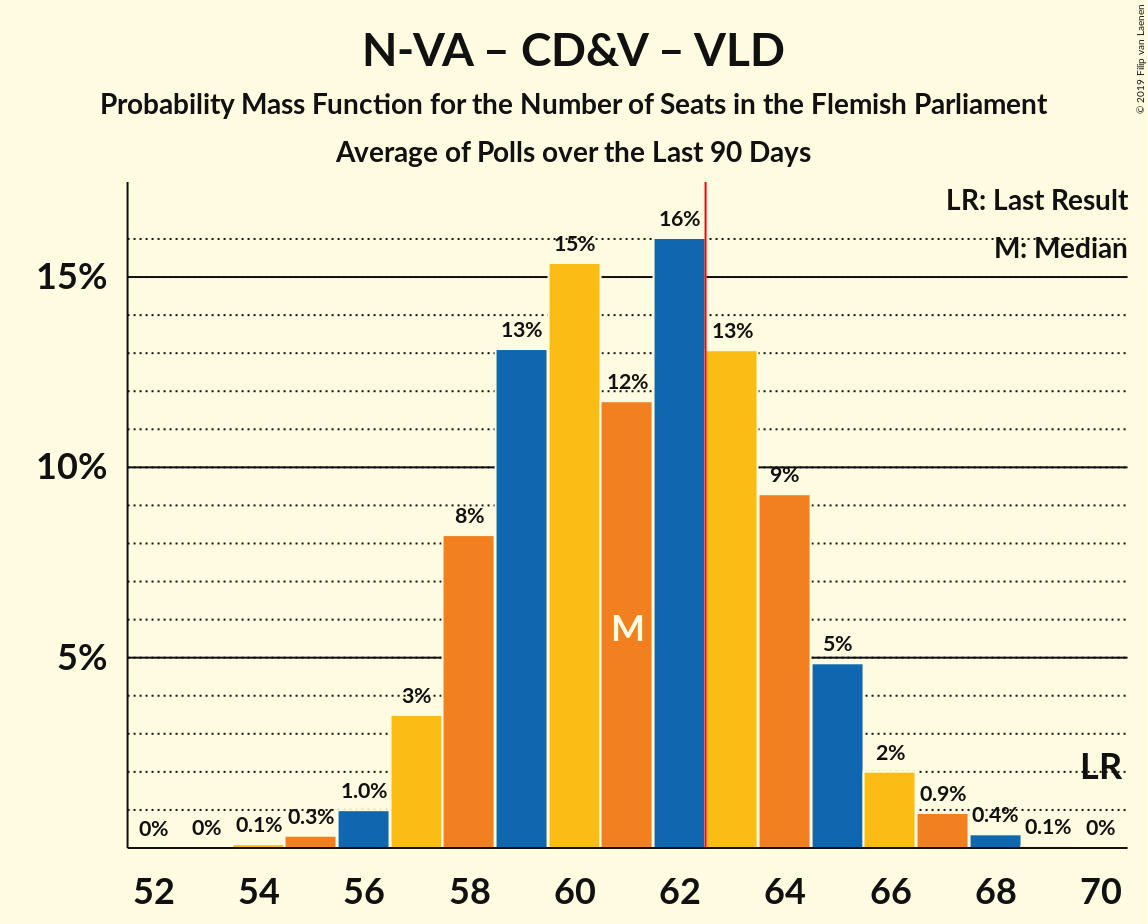 N-VA – CD&V – VLD
Probability Mass Function for the Number of Seats in the Flemish Parliament
Average of Polls over the Last 90 Days
© 2019 Filip van Laenen
LR: Last Result
M: Median
15%
10%
5%
0%
0%
0.1%
0.3%
1.0%
3%
8%
13%
15%
12%
16%
13%
9%
5%
2%
0.9%
0.4%
0.1%
0%
M
LR
52 54 56 58 60 62 64 66 68 70